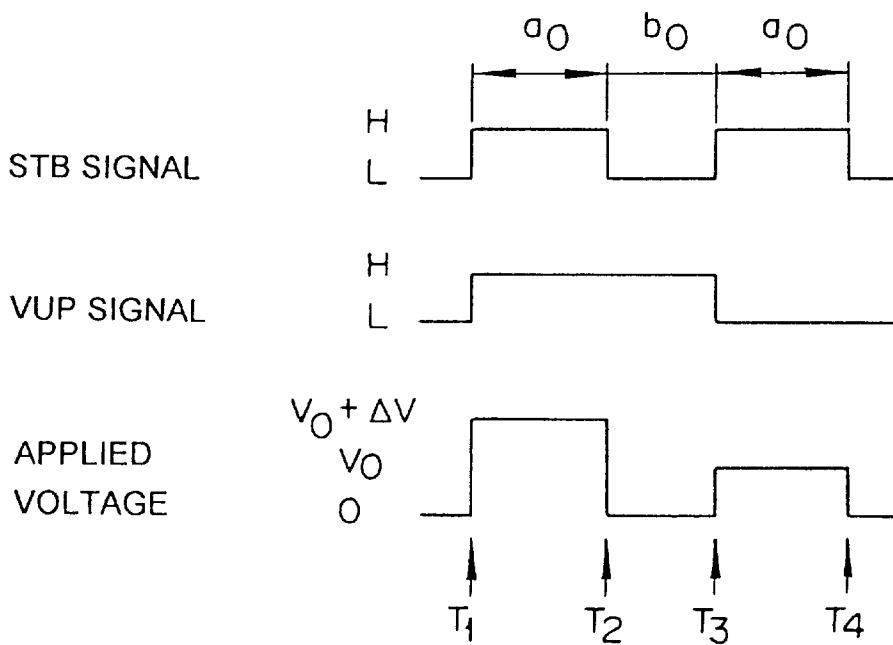 a0 b0 a0
STB SIGNAL H L
VUP SIGNAL H L
APPLIED VOLTAGE V0 + ΔV V0 0
T1 T2 T3 T4